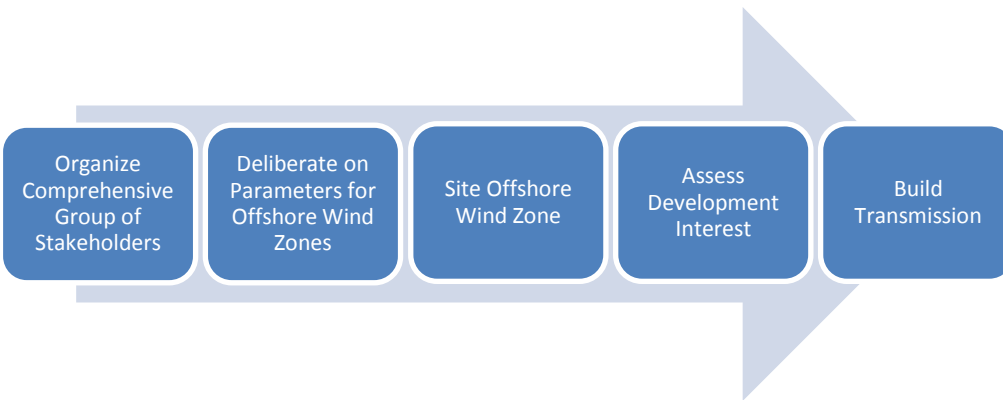 Organize
Comprehensive
Group of
Stakeholders
Deliberate on
Parameters for
Offshore Wind
Zones
Site Offshore
Wind Zone
Assess
Development
Interest
Build
Transmission